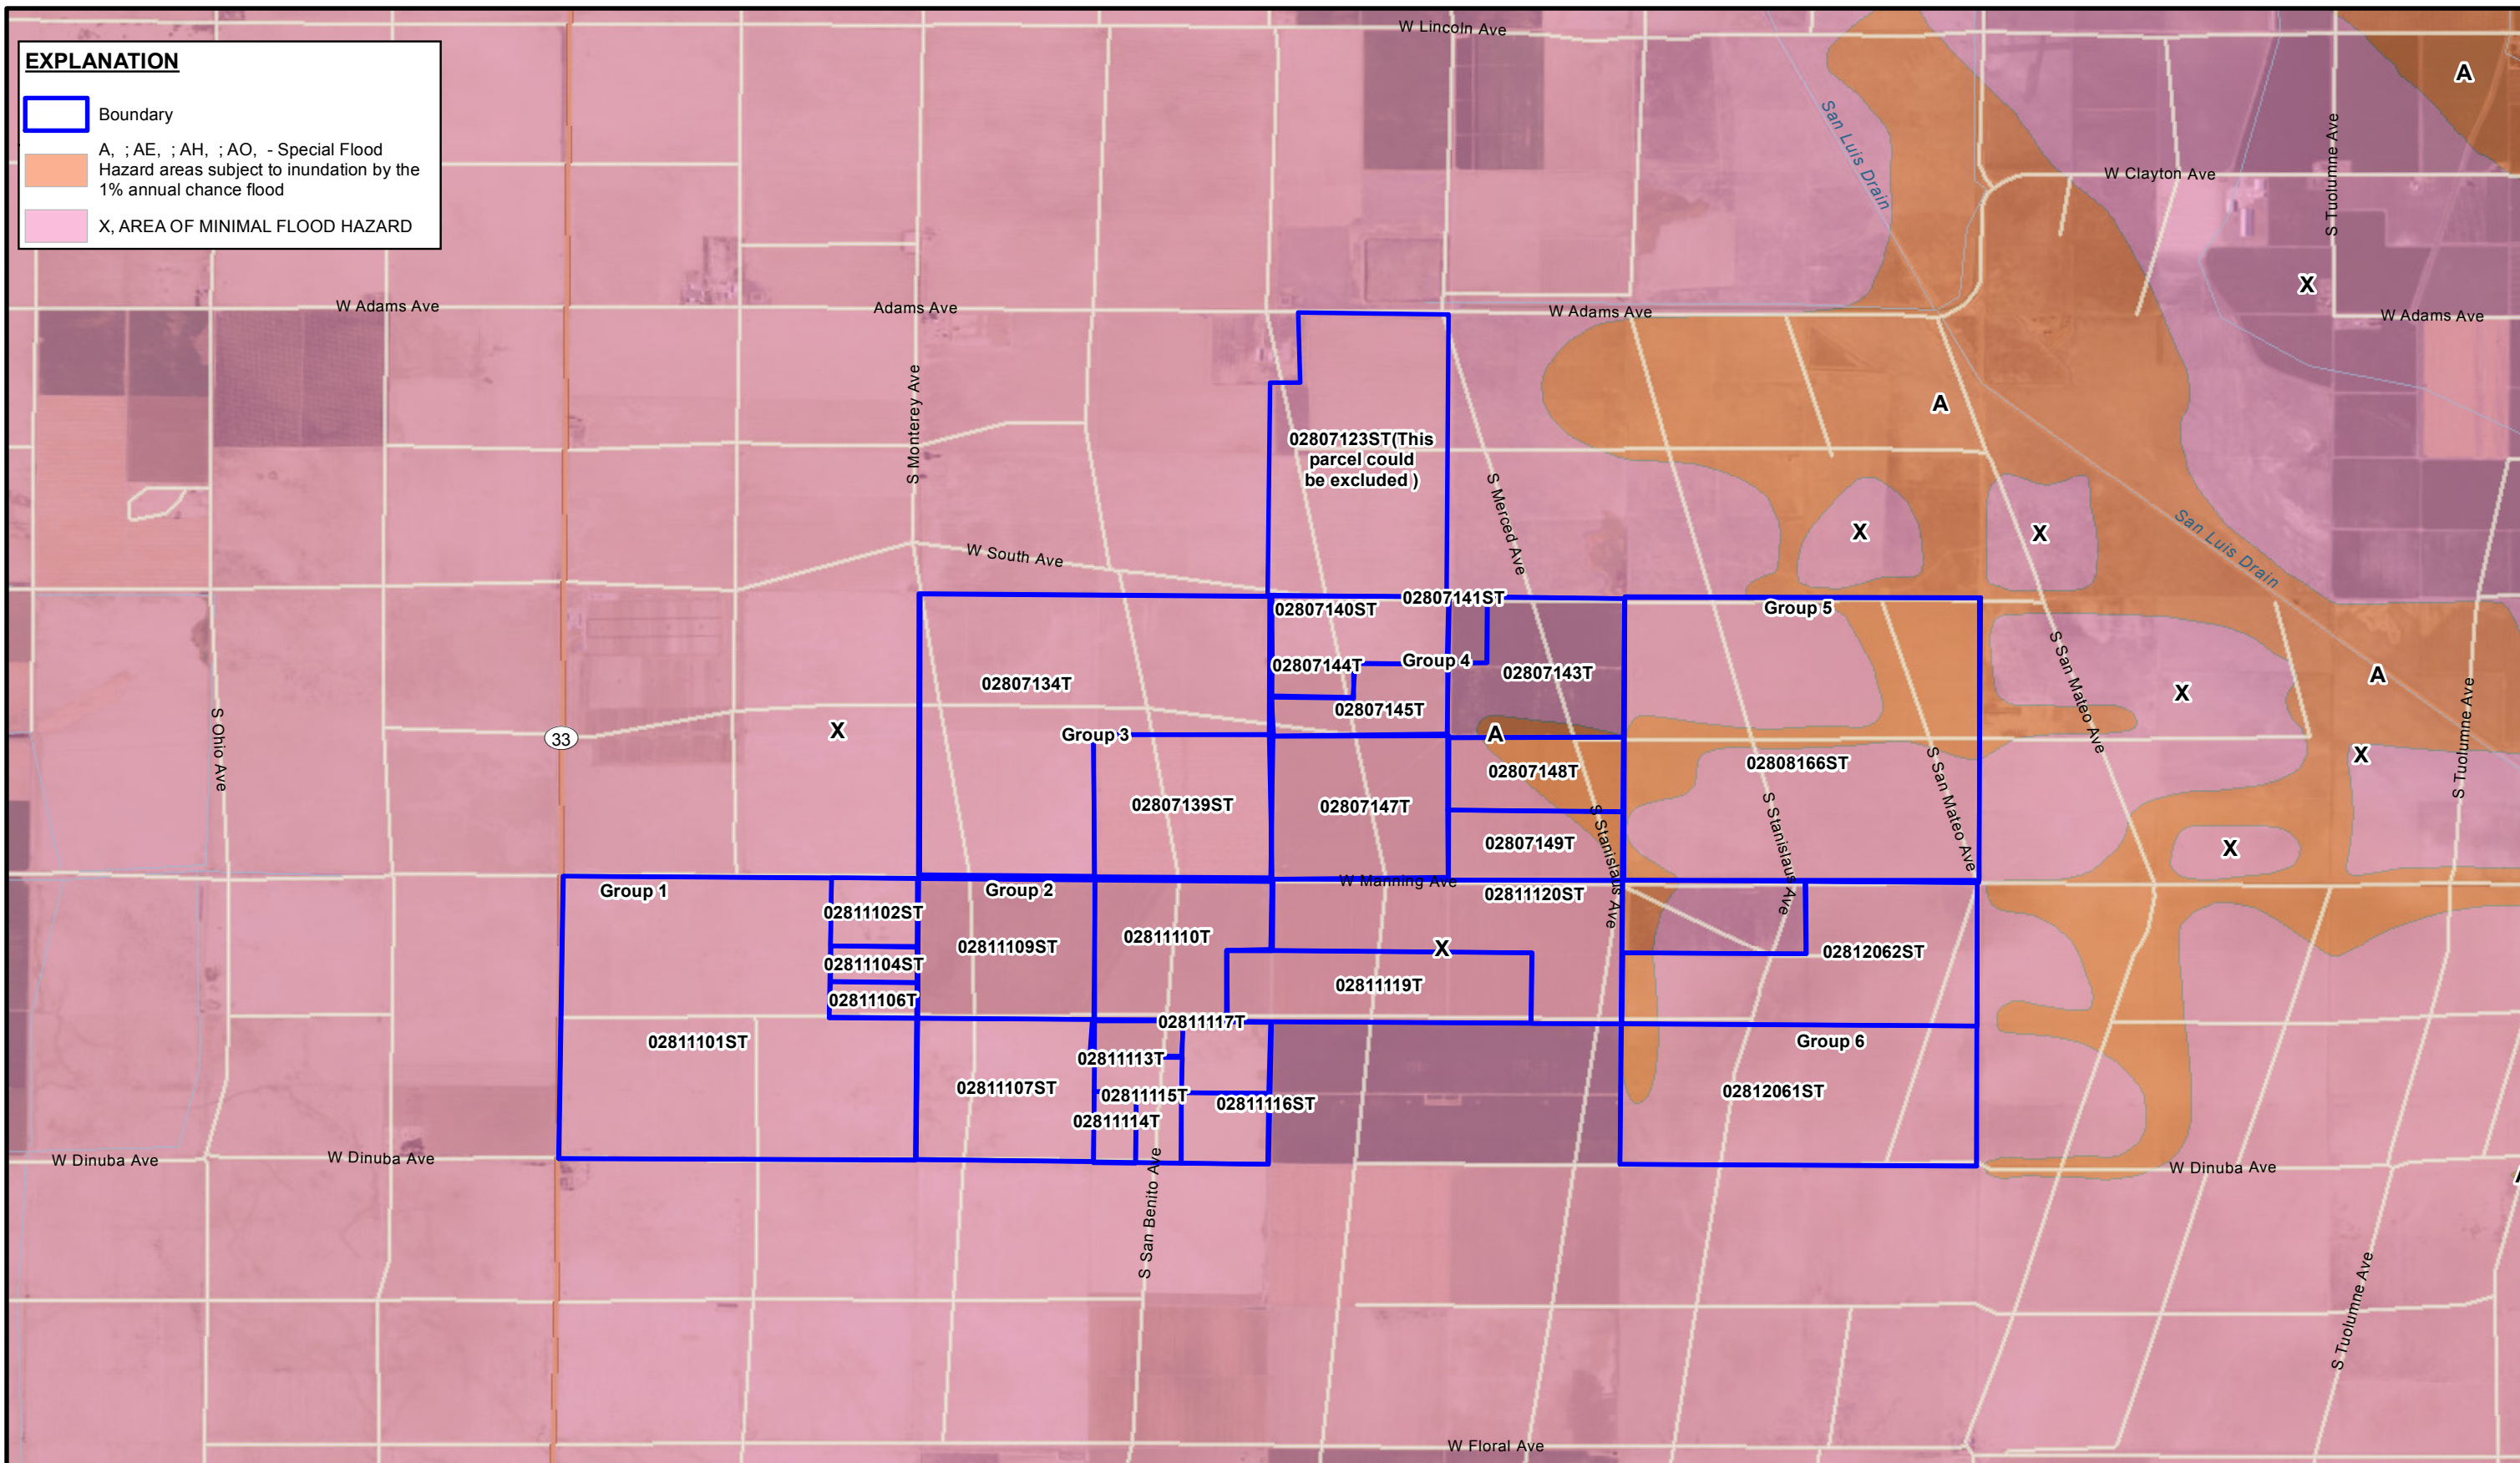 W Lincoln Ave
EXPLANATION
Boundary
A,  ; AE,  ; AH,  ; AO,  - Special Flood
Hazard areas subject to inundation by the
1% annual chance flood
X, AREA OF MINIMAL FLOOD HAZARD
A
San Luis Drain
W Clayton Ave
S Tuolumne Ave
X
W Adams Ave
Adams Ave
W Adams Ave
W Adams Ave
S Monterey Ave
A
02807123ST(This
parcel could
be excluded )
S Merced Ave
X
X
San Luis Drain
W South Ave
02807140ST
02807141ST
Group 5
02807144T
Group 4
02807143T
02807134T
S San Mateo Ave
A
X
S Ohio Ave
33
X
Group 3
02807145T
A
S Tuolumne Ave
X
02807148T
02808166ST
02807139ST
02807147T
S San Mateo Ave
02807149T
S Stanislaus Ave
S Stanislaus Ave
X
Group 1
Group 2
W Manning Ave
02811120ST
02811102ST
02811109ST
02811110T
X
02812062ST
02811104ST
02811106T
02811119T
02811101ST
02811117T
Group 6
02811113T
02811107ST
02811115T
02811116ST
02812061ST
02811114T
W Dinuba Ave
W Dinuba Ave
W Dinuba Ave
S San Benito Ave
S Tuolumne Ave
W Floral Ave